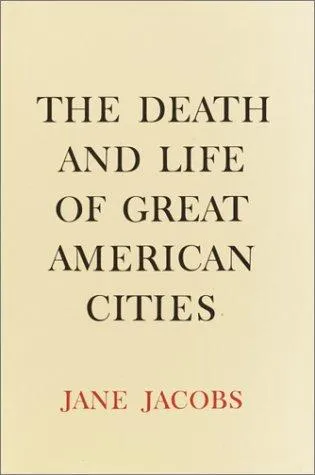 THE DEATH
AND LIFE
OF GREAT
AMERICAN
CITIES
JANE JACOBS